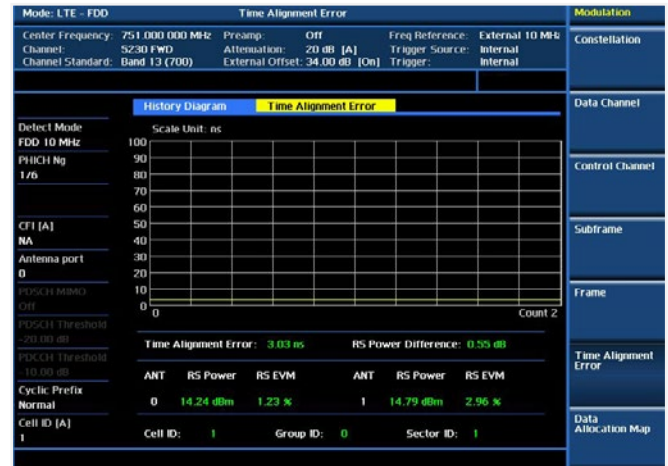 Mode: LTE - FDD Time Alignment Error Modulation
Center Frequency: 751.000 000 MHz Preamp: Off Freq Reference: External 10 MHz
Channel: 5230 FWD Attenuation: 20 dB [A] Trigger Source: Internal
Channel Standard: Band 13 (700) External Offset: 34.00 dB [On] Trigger: Internal
Constellation
History Diagram Time Alignment Error
Data Channel
Detect Mode
FDD 10 MHz
Scale Unit: ns
PHICH Ng
1/6
CFI [A]
NA
Antenna port
0
PDSCH MIMO
Off
PDSCH Threshold
-20.00 dB
PDCCH Threshold
-10.00 dB
Cyclic Prefix
Normal
Cell ID [A]
1
100
90
80
70
60
50
40
30
20
10
0
0 Count 2
Time Alignment Error: 3.03 ns RS Power Difference: 0.55 dB
ANT RS Power RS EVM ANT RS Power RS EVM
0 14.24 dBm 1.23 % 1 14.79 dBm 2.96 %
Cell ID: 1 Group ID: 0 Sector ID: 1
Control Channel
Subframe
Frame
Time Alignment
Error
Data
Allocation Map